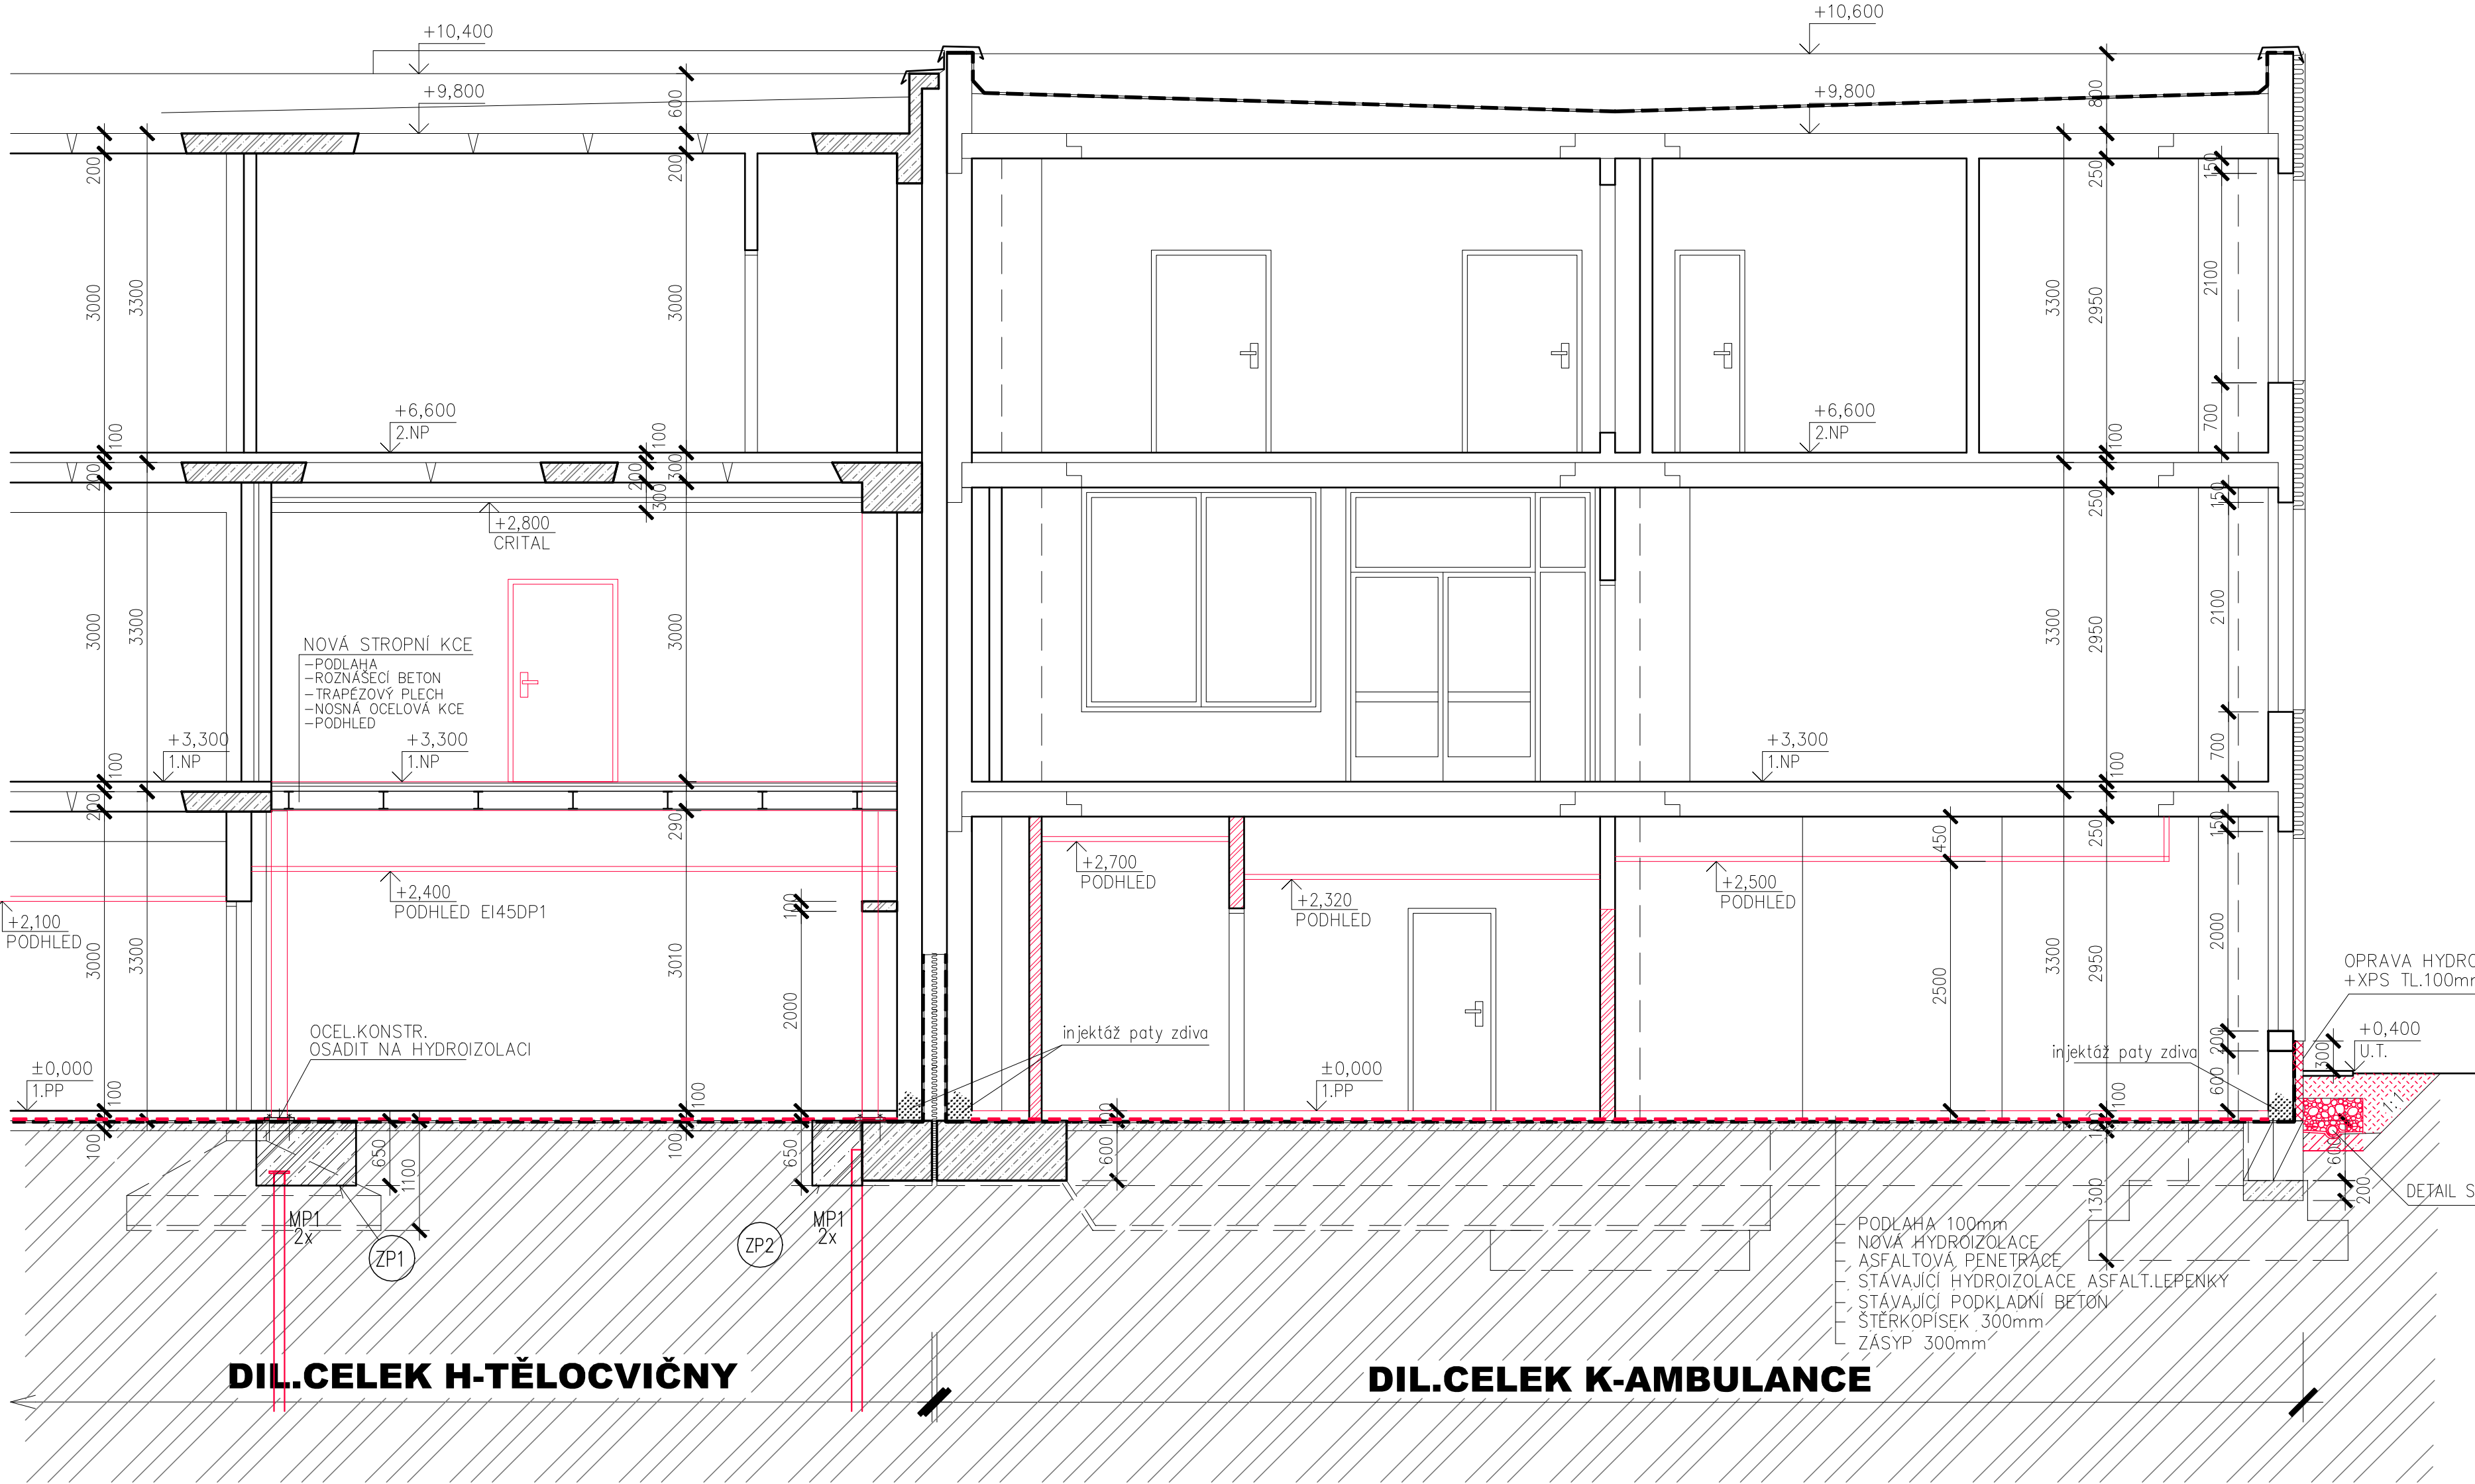 +10,400
+10,600
+9,800
+9,800
600
800
200
200
250
150
3000
3300
3000
3300
2950
2100
+6,600
2.NP
+6,600
2.NP
700
100
100
100
200
200
300
300
250
150
+2,800
CRITAL
3000
3300
3000
3300
2950
2100
NOVÁ STROPNÍ KCE
-PODLAHA
-ROZNÁŠECÍ BETON
-TRAPÉZOVÝ PLECH
-NOSNÁ OCELOVÁ KCE
-PODHLED
+3,300
1.NP
+3,300
1.NP
+3,300
1.NP
700
100
100
200
290
450
250
150
+2,700
PODHLED
+2,400
PODHLED EI45DP1
+2,320
PODHLED
+2,500
PODHLED
+2,100
PODHLED
100
3000
3300
3010
2000
2500
3300
2950
2000
OPRAVA HYDRO
+XPS TL.100mm
OCEL.KONSTR.
OSADIT NA HYDROIZOLACI
injektáž paty zdiva
injektáž paty zdiva
+0,400
U.T.
300
200
600
±0,000
1.PP
±0,000
1.PP
100
100
100
100
1:1
100
650
1100
100
650
600
100
1300
600
200
MP1
2x
ZP1
ZP2
MP1
2x
DETAIL S
PODLAHA 100mm
NOVÁ HYDROIZOLACE
ASFALTOVÁ PENETRACE
STÁVAJÍCÍ HYDROIZOLACE ASFALT.LEPENKY
STÁVAJÍCÍ PODKLADNÍ BETON
ŠTĚRKOPÍSEK 300mm
ZÁSYP 300mm
DIL.CELEK H-TĚLOCVIČNY
DIL.CELEK K-AMBULANCE